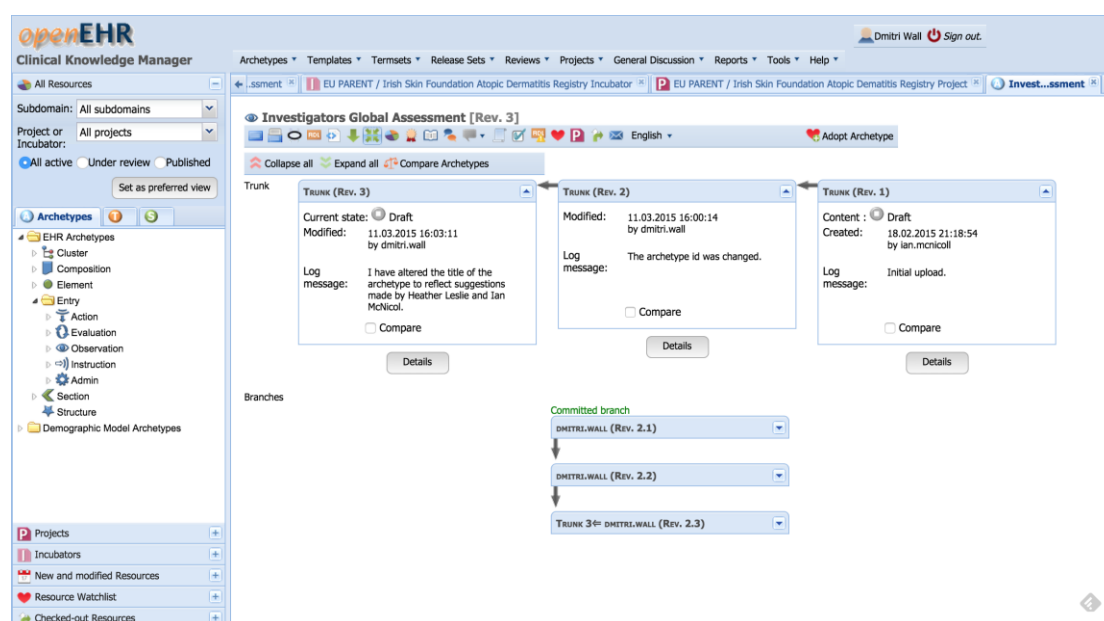 openEHR
Clinical Knowledge Manager
Dmitri Wall Sign out.
Archetypes Templates Termsets Release Sets Reviews Projects General Discussion Reports Tools Help
All Resources
Subdomain: All subdomains
Project or Incubator: All projects
All active Under review Published
Set as preferred view
Archetypes T S
EHR Archetypes
Cluster
Composition
Element
Entry
Action
Evaluation
Observation
Instruction
Admin
Section
Structure
Demographic Model Archetypes
Projects
Incubators
New and modified Resources
Resource Watchlist
Checked-out Resources
..ssment EU PARENT / Irish Skin Foundation Atopic Dermatitis Registry Incubator EU PARENT / Irish Skin Foundation Atopic Dematitis Registry Project Invest...ssment
Investigators Global Assessment [Rev. 3]
English
Adopt Archetype
Collapse all Expand all Compare Archetypes
Trunk
TRUNK (REV. 3)
Current state: Draft
Modified: 11.03.2015 16:03:11
by dmitri.wall
Log message: I have altered the title of the
archetype to reflect suggestions
made by Heather Leslie and Ian
McNicol.
Compare
Details
TRUNK (REV. 2)
Modified: 11.03.2015 16:00:14
by dmitri.wall
Log message: The archetype id was changed.
Compare
Details
TRUNK (REV. 1)
Content : Draft
Created: 18.02.2015 21:18:54
by ian.mcnicoll
Log message: Initial upload.
Compare
Details
Branches
Committed branch
DMITRI.WALL (REV. 2.1)
DMITRI.WALL (REV. 2.2)
TRUNK 3⇐ DMITRI.WALL (REV. 2.3)